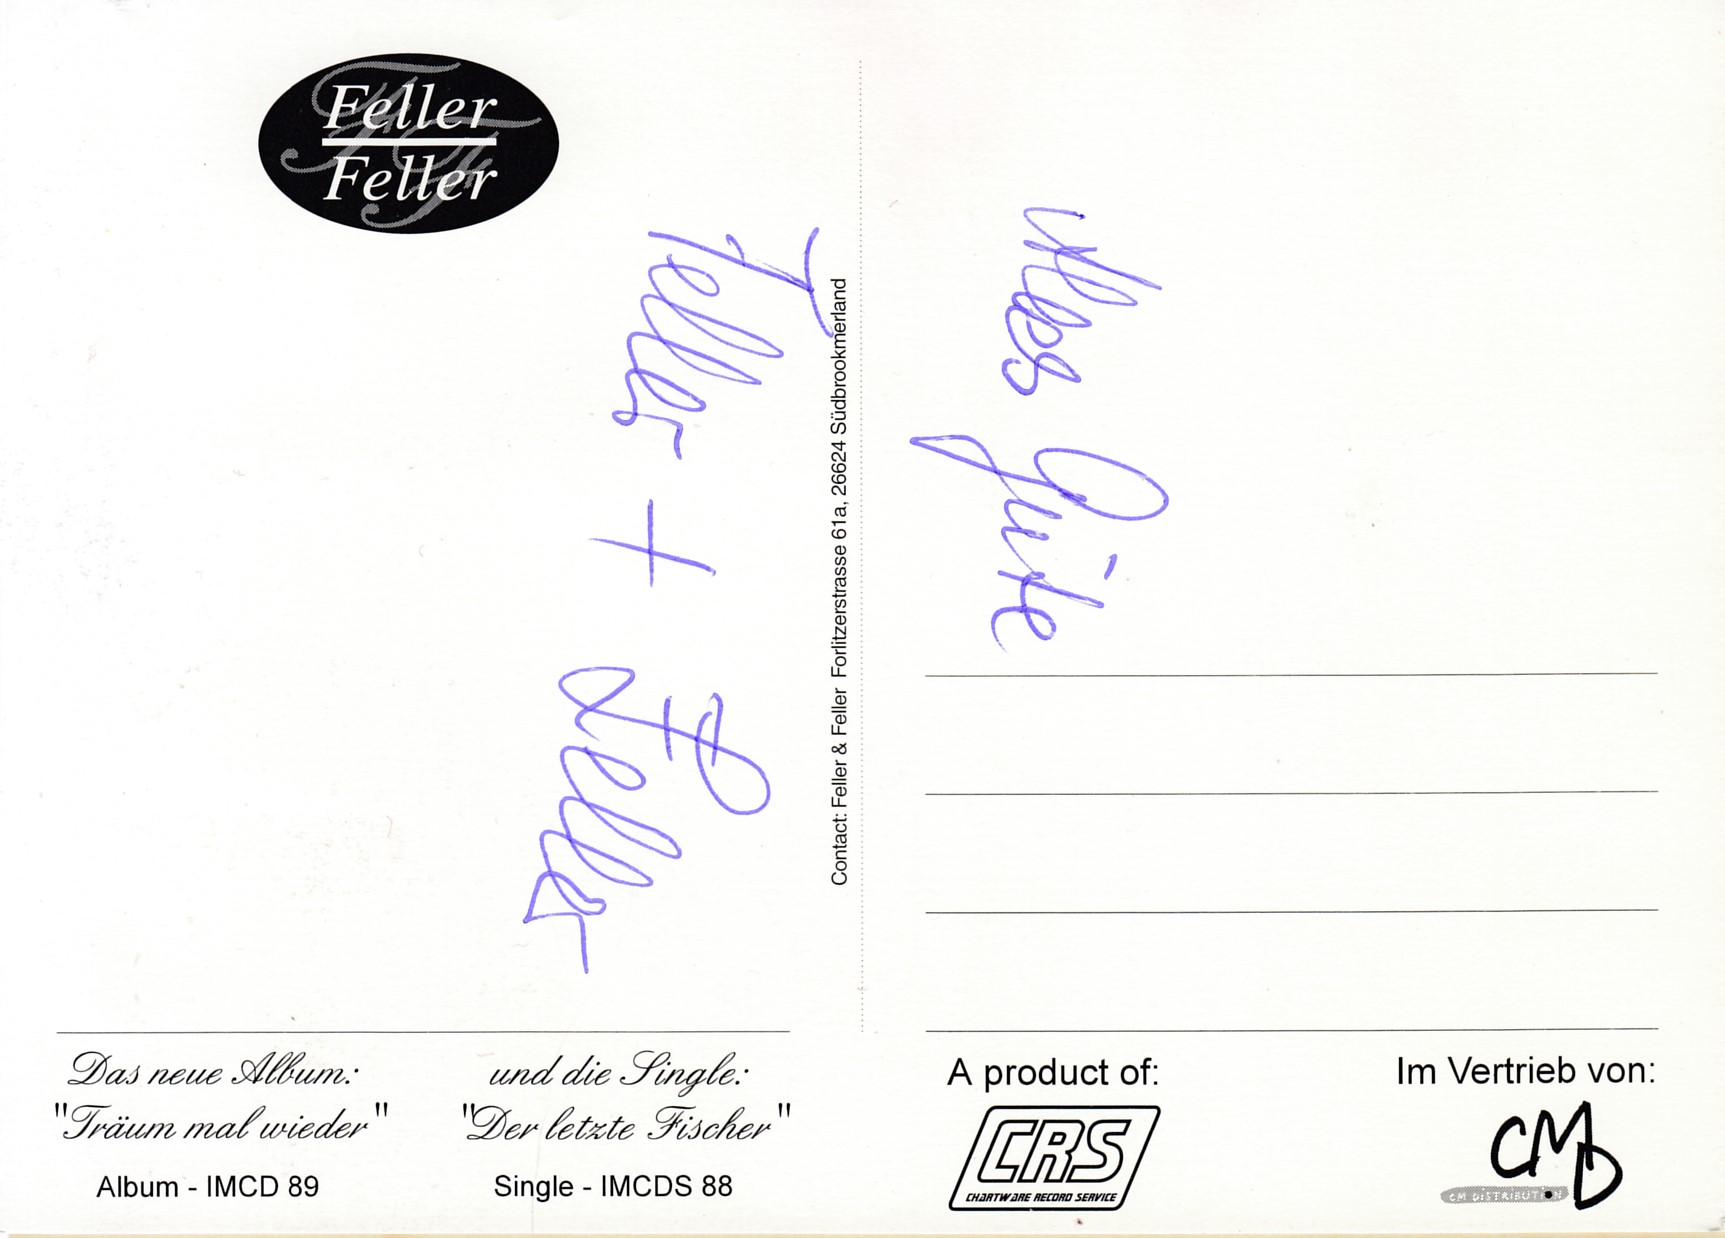 Feller
Feller
Feller + Feller
Contact: Feller & Feller Forlitzerstrasse 61a, 26624 Südbrookmerland
Alles Gute
Das neue Album:
"Träum mal wieder"
Album - IMCD 89
und die Single:
"Der letzte Fischer"
Single - IMCDS 88
A product of:
CRS
CHARTWARE RECORD SERVICE
Im Vertrieb von:
CMD
CM DISTRIBUTION